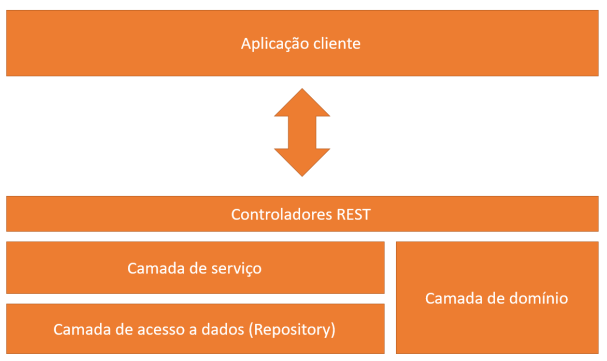 Aplicação cliente
Controladores REST
Camada de serviço
Camada de domínio
Camada de acesso a dados (Repository)